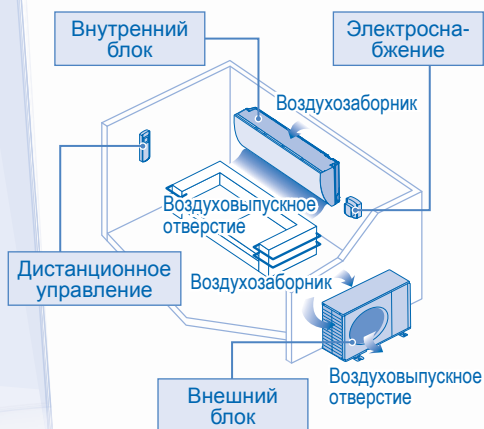 Внутренний
блок
Электросна-
бжение
Воздухозаборник
Воздуховыпускное
отверстие
Дистанционное
управление
Воздухозаборник
Воздуховыпускное
отверстие
Внешний
блок